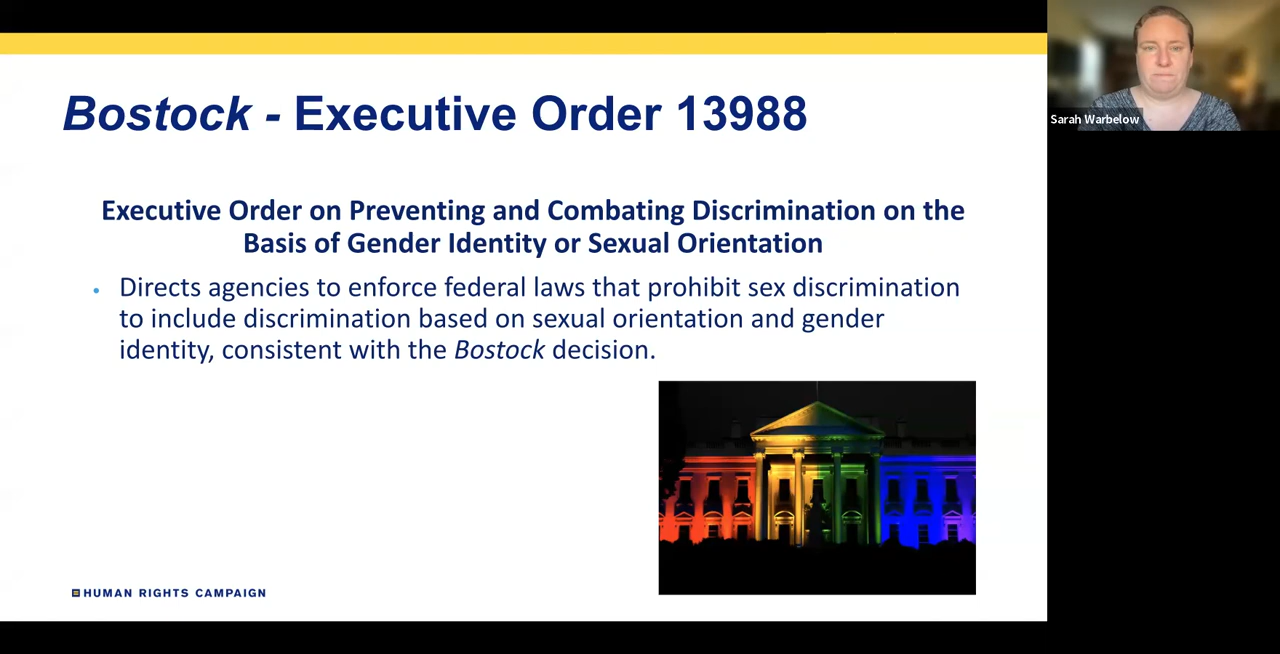 Bostock - Executive Order 13988
Executive Order on Preventing and Combating Discrimination on the
Basis of Gender Identity or Sexual Orientation
• Directs agencies to enforce federal laws that prohibit sex discrimination
to include discrimination based on sexual orientation and gender
identity, consistent with the Bostock decision.
HUMAN RIGHTS CAMPAIGN
Sarah Warbelow